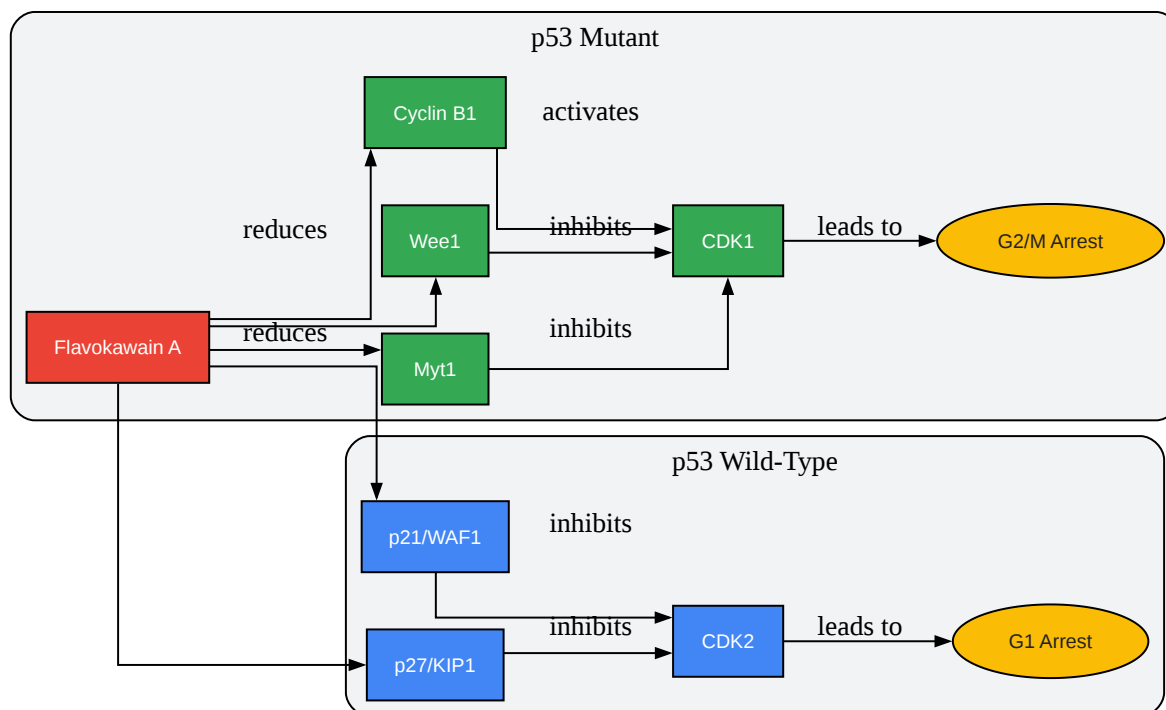 p53 Mutant
Cyclin B1
activates
reduces
Wee1
inhibits
CDK1
leads to
G2/M Arrest
Flavokawain A
reduces
Myt1
inhibits
p53 Wild-Type
p21/WAF1
inhibits
p27/KIP1
inhibits
CDK2
leads to
G1 Arrest